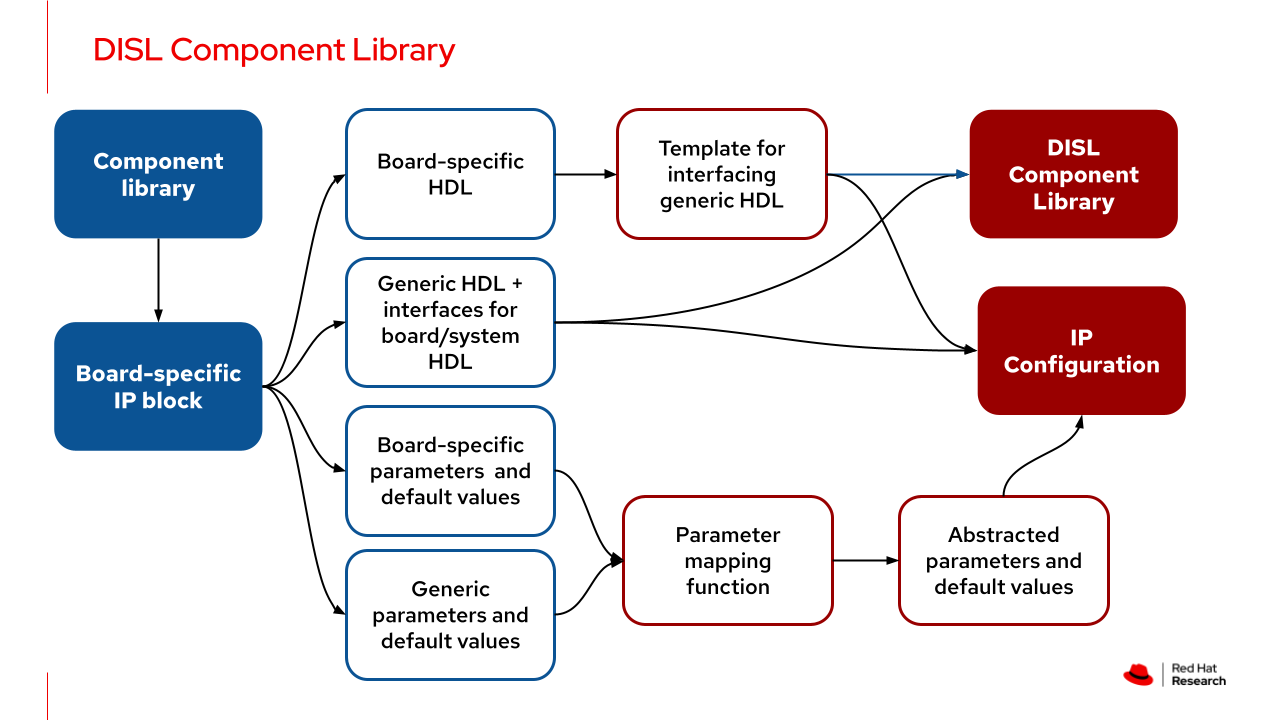 DISL Component Library
Component
library
Board-specific
HDL
Template for
interfacing
generic HDL
DISL
Component
Library
Generic HDL +
interfaces for
board/system
HDL
IP
Configuration
Board-specific
IP block
Board-specific
parameters  and
default values
Parameter
mapping
function
Abstracted
parameters and
default values
Generic
parameters and
default values
Red Hat
Research